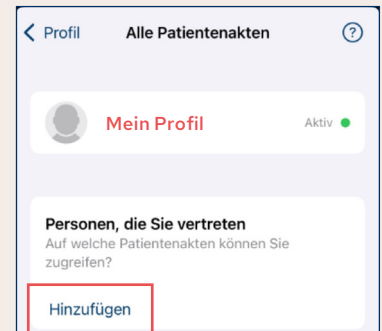 Profil Alle Patientenakten ?
Mein Profil Aktiv
Personen, die Sie vertreten
Auf welche Patientenakten können Sie
zugreifen?
Hinzufügen